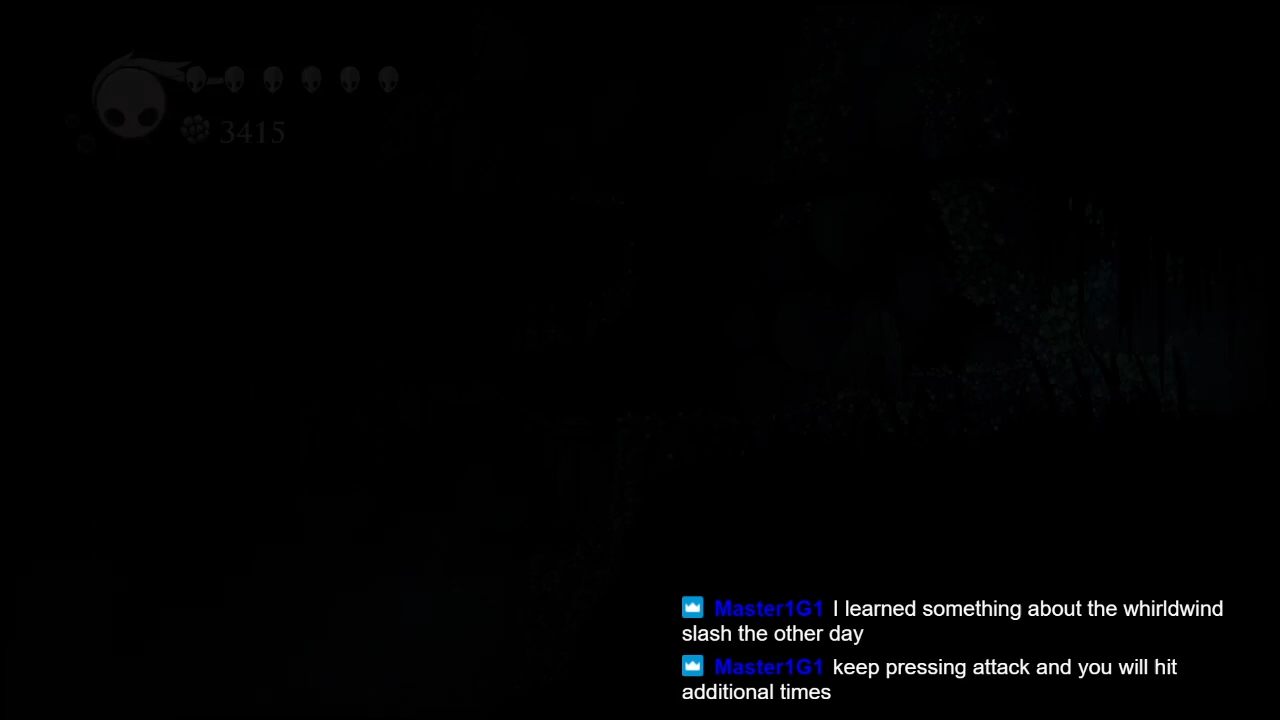 3415
Master1G1 I learned something about the whirldwind
slash the other day
Master1G1 keep pressing attack and you will hit
additional times